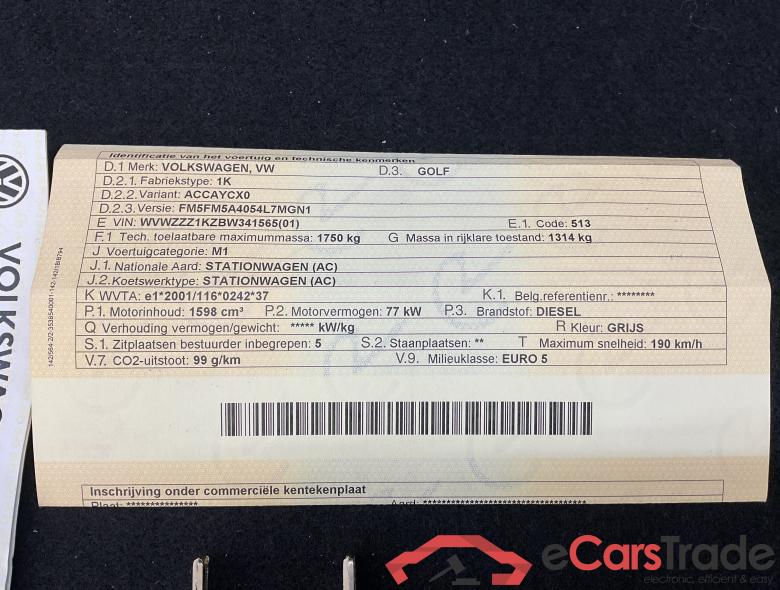 Identificatie van het voertuig en technische kenmerken
D.1 Merk: VOLKSWAGEN, VW D.3. GOLF
D.2.1. Fabriekstype: 1K
D.2.2. Variant: ACCAYCX0
D.2.3. Versie: FM5FM5A4054L7MGN1
E VIN: WVWZZZ1KZBW341565(01) E.1. Code: 513
F.1 Tech. toelaatbare maximummassa: 1750 kg G Massa in rijklare toestand: 1314 kg
J Voertuigcategorie: M1
J.1. Nationale Aard: STATIONWAGEN (AC)
J.2. Koetswerktype: STATIONWAGEN (AC)
K WVTA: e1*2001/116*0242*37 K.1. Belg.referentienr.: ********
P.1. Motorinhoud: 1598 cm³ P.2. Motorvermogen: 77 kW P.3. Brandstof: DIESEL
Q Verhouding vermogen/gewicht: ***** kW/kg R Kleur: GRIJS
S.1. Zitplaatsen bestuurder inbegrepen: 5 S.2. Staanplaatsen: ** T Maximum snelheid: 190 km/h
V.7. CO2-uitstoot: 99 g/km V.9. Milieuklasse: EURO 5
Inschrijving onder commerciële kentekenplaat
Plaat: *************** Aard: ***********************************
VOLKSWAG
eCarsTrade
electronic, efficient & easy